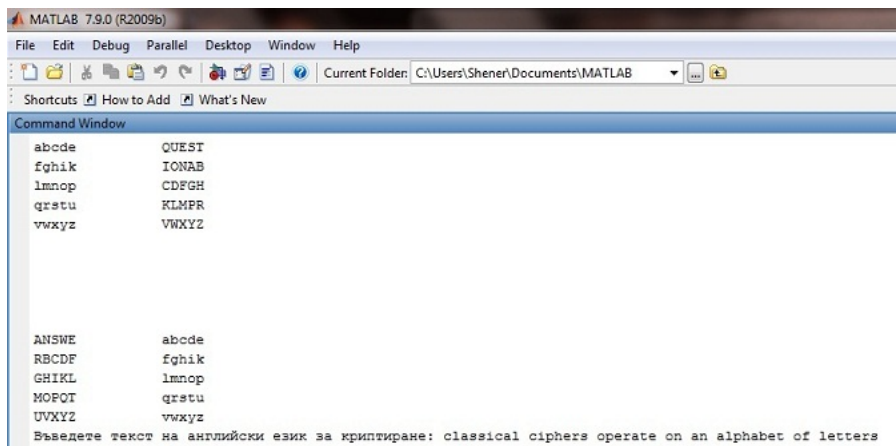 MATLAB 7.9.0 (R2009b)
File Edit Debug Parallel Desktop Window Help
Current Folder: C:\Users\Shener\Documents\MATLAB
Shortcuts How to Add What's New
Command Window
abcde QUEST
fghik IONAB
lmnop CDFGH
qrstu KLMPR
vwxyz VWXYZ
ANSWE abcde
RBCDF fghik
GHIKL lmnop
MOPQT qrstu
UVXYZ vwxyz
Въведете текст на английски език за криптиране: classical ciphers operate on an alphabet of letters